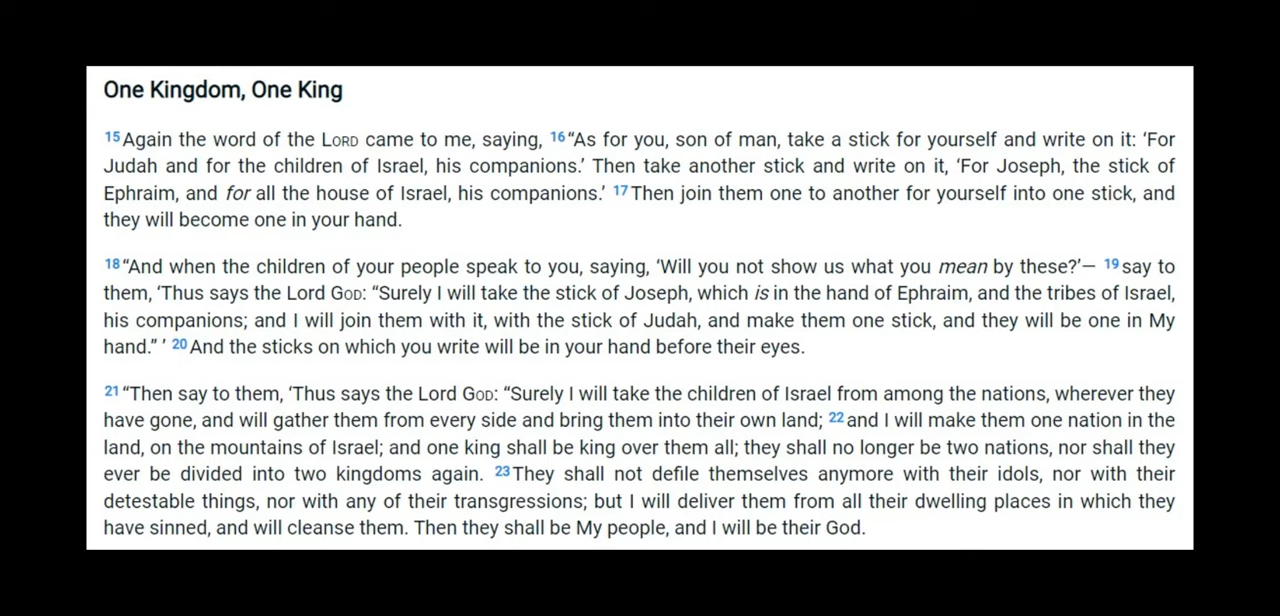 One Kingdom, One King
15 Again the word of the LORD came to me, saying, 16 “As for you, son of man, take a stick for yourself and write on it: ‘For
Judah and for the children of Israel, his companions.’ Then take another stick and write on it, ‘For Joseph, the stick of
Ephraim, and for all the house of Israel, his companions.’ 17 Then join them one to another for yourself into one stick, and
they will become one in your hand.
18 “And when the children of your people speak to you, saying, ‘Will you not show us what you mean by these?’— 19 say to
them, ‘Thus says the Lord GOD: “Surely I will take the stick of Joseph, which is in the hand of Ephraim, and the tribes of Israel,
his companions; and I will join them with it, with the stick of Judah, and make them one stick, and they will be one in My
hand.” ’ 20 And the sticks on which you write will be in your hand before their eyes.
21 “Then say to them, ‘Thus says the Lord GOD: “Surely I will take the children of Israel from among the nations, wherever they
have gone, and will gather them from every side and bring them into their own land; 22 and I will make them one nation in the
land, on the mountains of Israel; and one king shall be king over them all; they shall no longer be two nations, nor shall they
ever be divided into two kingdoms again. 23 They shall not defile themselves anymore with their idols, nor with their
detestable things, nor with any of their transgressions; but I will deliver them from all their dwelling places in which they
have sinned, and will cleanse them. Then they shall be My people, and I will be their God.